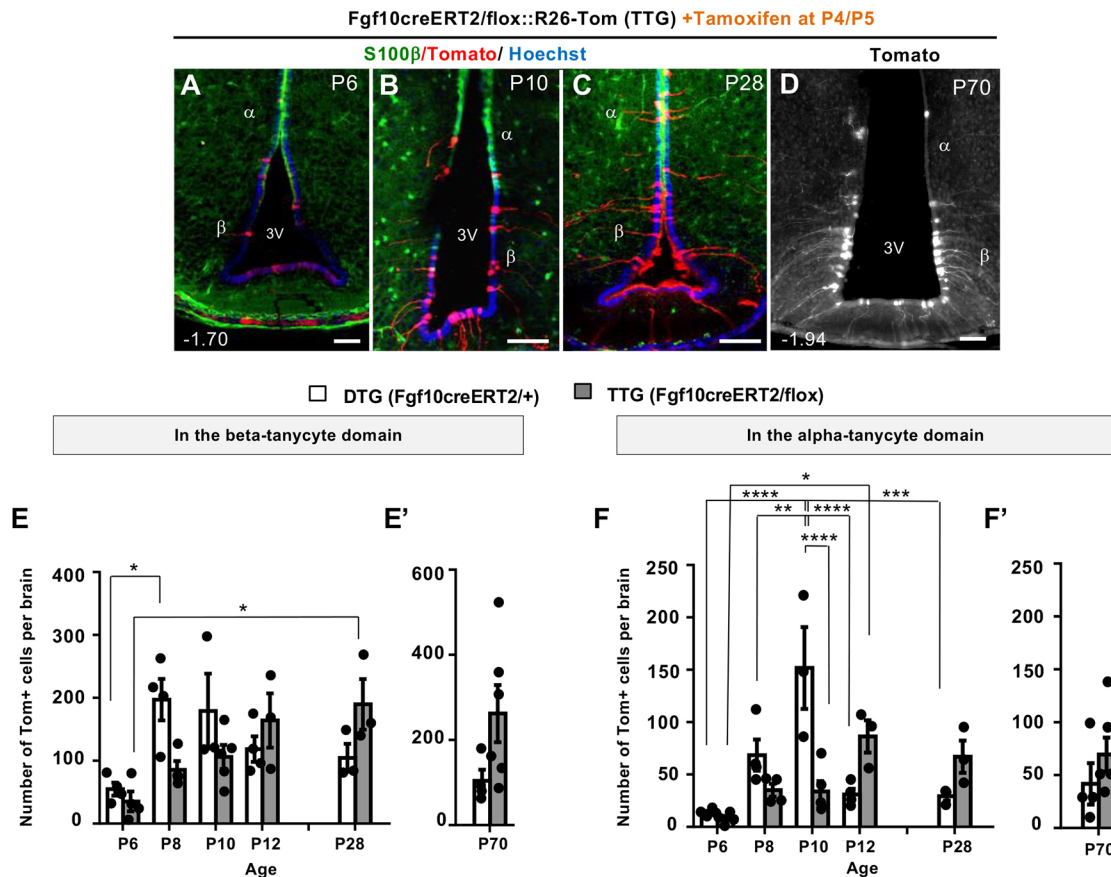 Fgf10creERT2/flox::R26-Tom (TTG) +Tamoxifen at P4/P5
S100β/Tomato/ Hoechst
Tomato
A P6
B P10
C P28
D P70
α
α
α
α
β
β
β
β
3V
3V
3V
-1.70
-1.94
DTG (Fgf10creERT2/+)
TTG (Fgf10creERT2/flox)
In the beta-tanycyte domain
In the alpha-tanycyte domain
E
Number of Tom+ cells per brain
400
300
200
100
0
*
*
P6 P8 P10 P12 P28
Age
E’
600
400
200
0
P70
F
Number of Tom+ cells per brain
250
200
150
100
50
0
*
**** ***
** ****
****
P6 P8 P10 P12 P28
Age
F’
250
200
150
100
50
0
P70